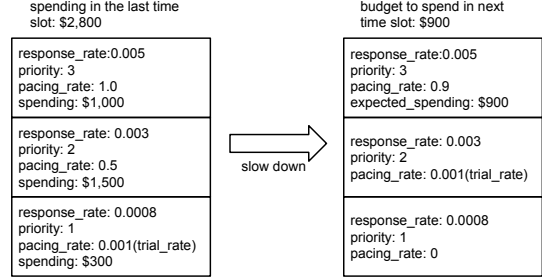 spending in the last time
slot: $2,800
response_rate:0.005
priority: 3
pacing_rate: 1.0
spending: $1,000
response_rate: 0.003
priority: 2
pacing_rate: 0.5
spending: $1,500
response_rate: 0.0008
priority: 1
pacing_rate: 0.001(trial_rate)
spending: $300
slow down
budget to spend in next
time slot: $900
response_rate:0.005
priority: 3
pacing_rate: 0.9
expected_spending: $900
response_rate: 0.003
priority: 2
pacing_rate: 0.001(trial_rate)
response_rate: 0.0008
priority: 1
pacing_rate: 0